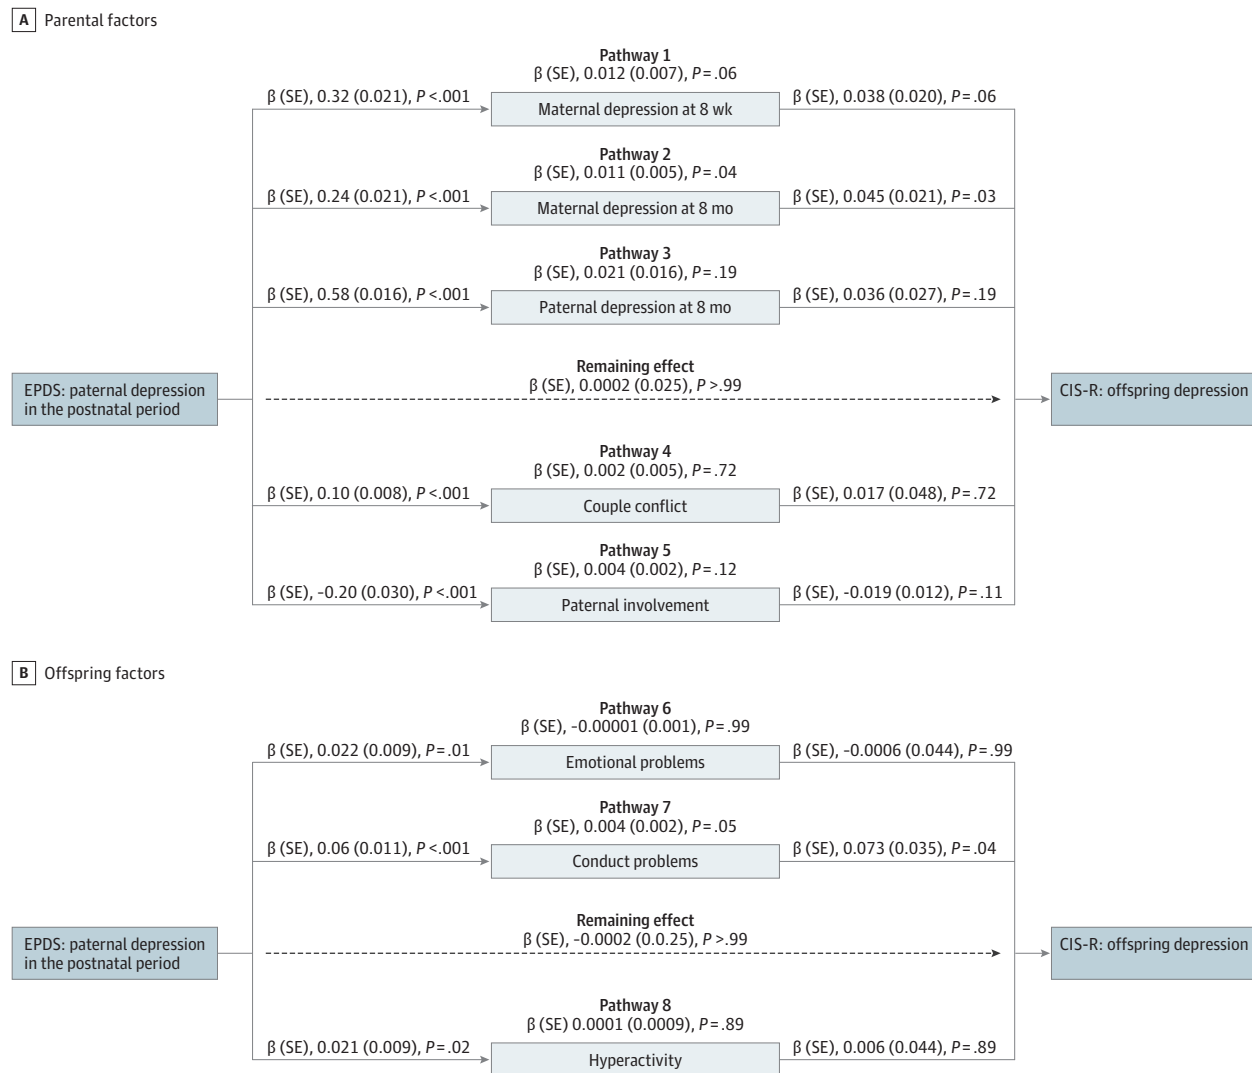 A Parental factors
Pathway 1
β (SE), 0.012 (0.007), P = .06
β (SE), 0.32 (0.021), P <.001
Maternal depression at 8 wk
β (SE), 0.038 (0.020), P = .06
Pathway 2
β (SE), 0.011 (0.005), P = .04
β (SE), 0.24 (0.021), P <.001
Maternal depression at 8 mo
β (SE), 0.045 (0.021), P = .03
Pathway 3
β (SE), 0.021 (0.016), P = .19
β (SE), 0.58 (0.016), P <.001
Paternal depression at 8 mo
β (SE), 0.036 (0.027), P = .19
Remaining effect
β (SE), 0.0002 (0.025), P >.99
EPDS: paternal depression
in the postnatal period
CIS-R: offspring depression
Pathway 4
β (SE), 0.002 (0.005), P = .72
β (SE), 0.10 (0.008), P <.001
Couple conflict
β (SE), 0.017 (0.048), P = .72
Pathway 5
β (SE), 0.004 (0.002), P = .12
β (SE), -0.20 (0.030), P <.001
Paternal involvement
β (SE), -0.019 (0.012), P = .11
B Offspring factors
Pathway 6
β (SE), -0.00001 (0.001), P = .99
β (SE), 0.022 (0.009), P = .01
Emotional problems
β (SE), -0.0006 (0.044), P = .99
Pathway 7
β (SE), 0.004 (0.002), P = .05
β (SE), 0.06 (0.011), P <.001
Conduct problems
β (SE), 0.073 (0.035), P = .04
Remaining effect
β (SE), -0.0002 (0.0.25), P >.99
EPDS: paternal depression
in the postnatal period
CIS-R: offspring depression
Pathway 8
β (SE) 0.0001 (0.0009), P = .89
β (SE), 0.021 (0.009), P = .02
Hyperactivity
β (SE), 0.006 (0.044), P = .89